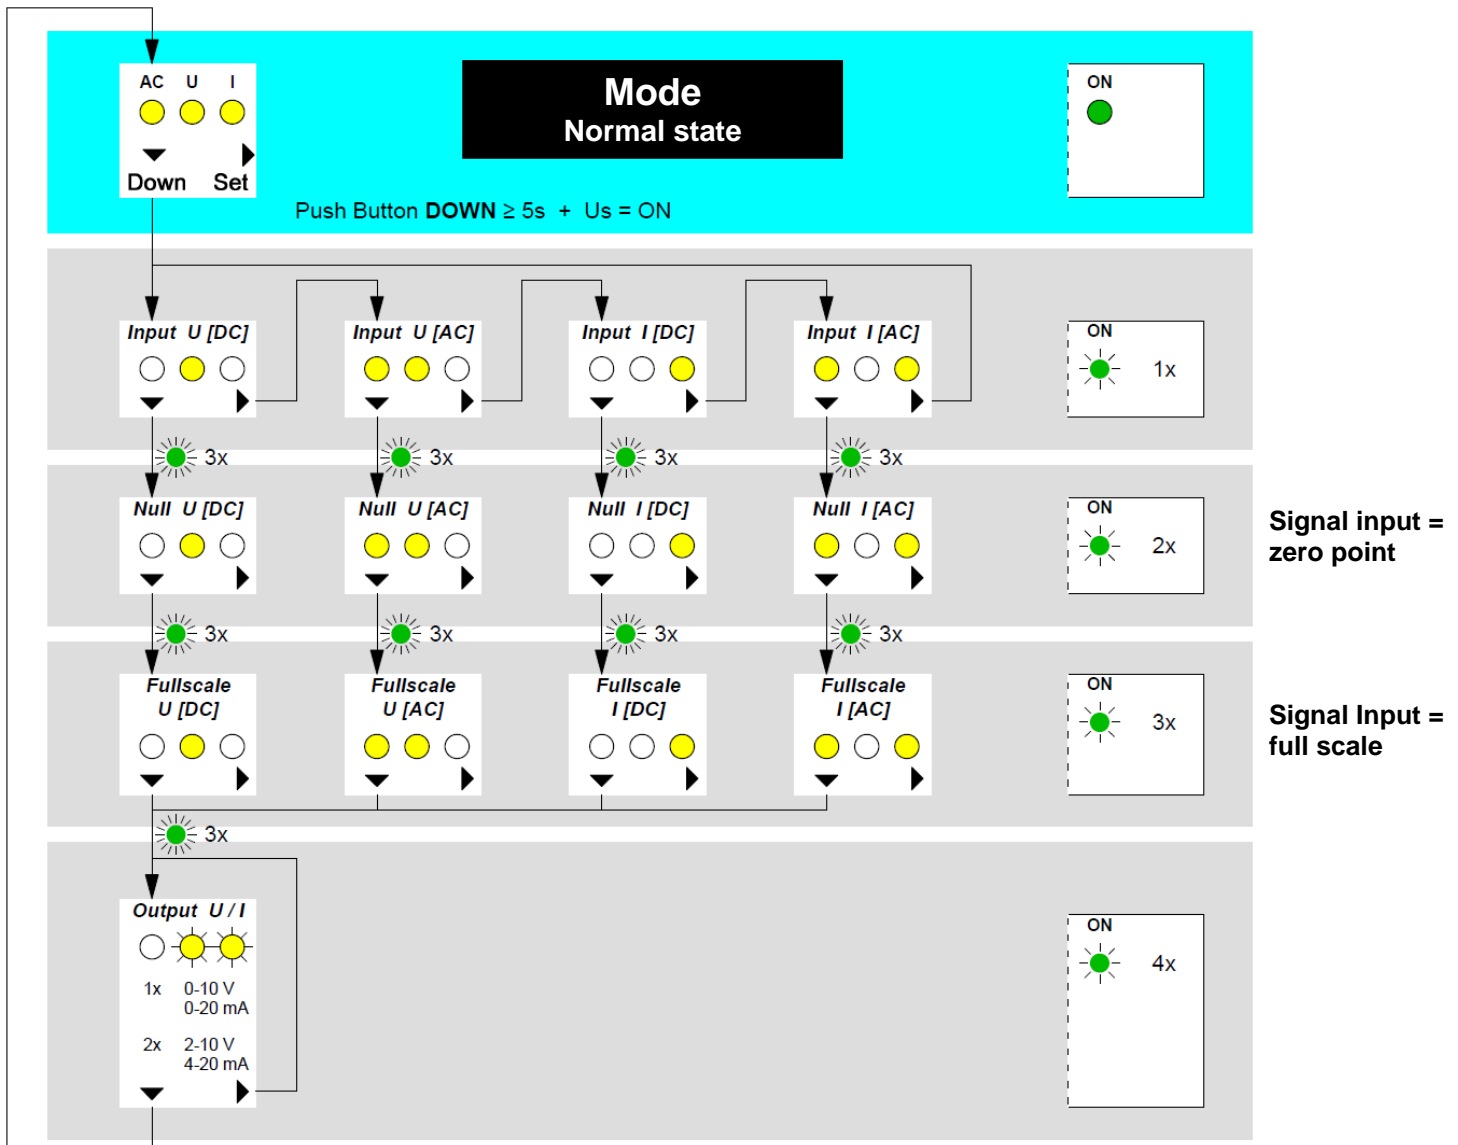 AC U I
Mode
Normal state
ON
Down Set
Push Button DOWN ≥ 5s + Us = ON
Input U [DC]
Input U [AC]
Input I [DC]
Input I [AC]
ON
1x
3x
3x
3x
3x
Null U [DC]
Null U [AC]
Null I [DC]
Null I [AC]
ON
2x
Signal input =
zero point
3x
3x
3x
3x
Fullscale
U [DC]
Fullscale
U [AC]
Fullscale
I [DC]
Fullscale
I [AC]
ON
3x
Signal Input =
full scale
3x
Output U / I
1x 0-10 V
0-20 mA
2x 2-10 V
4-20 mA
ON
4x